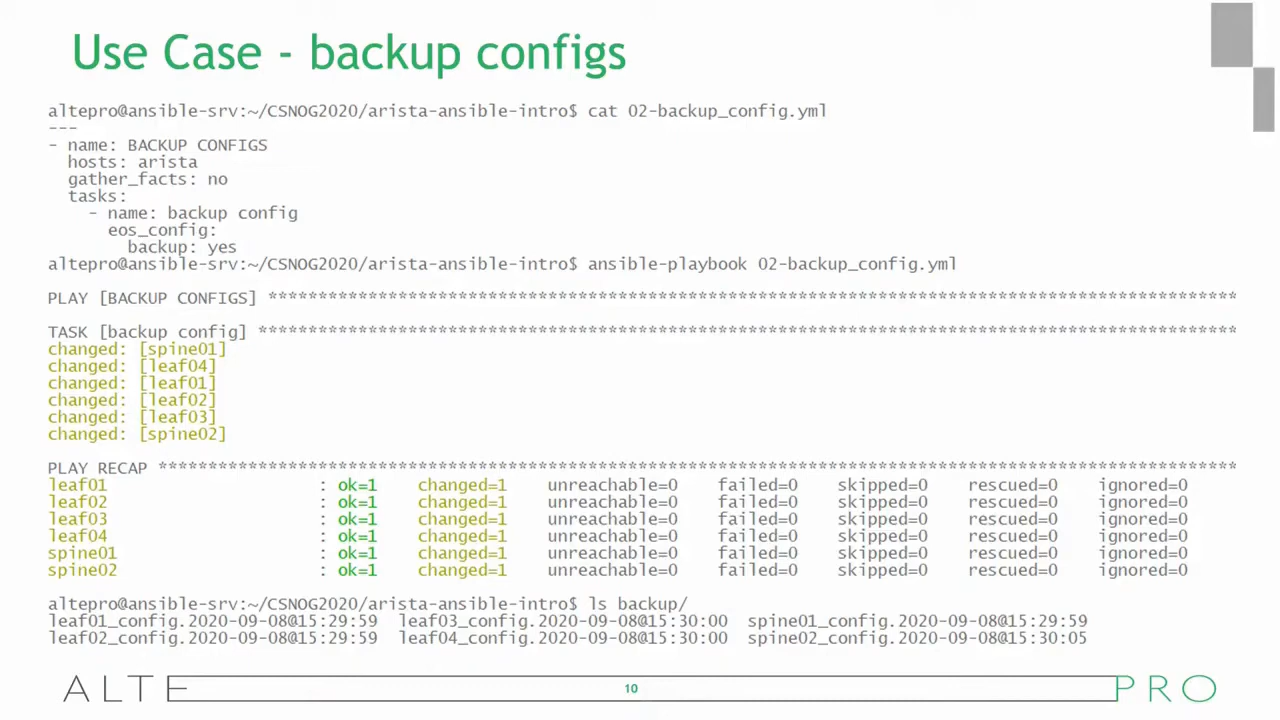 Use Case - backup configs
altepro@ansible-srv:~/CSNOG2020/arista-ansible-intro$ cat 02-backup_config.yml
---
- name: BACKUP CONFIGS
  hosts: arista
  gather_facts: no
  tasks:
    - name: backup config
      eos_config:
        backup: yes
altepro@ansible-srv:~/CSNOG2020/arista-ansible-intro$ ansible-playbook 02-backup_config.yml
PLAY [BACKUP CONFIGS] *************************************************************************************************
TASK [backup config] **************************************************************************************************
changed: [spine01]
changed: [leaf04]
changed: [leaf01]
changed: [leaf02]
changed: [leaf03]
changed: [spine02]
PLAY RECAP ************************************************************************************************************
leaf01                     : ok=1    changed=1    unreachable=0    failed=0    skipped=0    rescued=0    ignored=0
leaf02                     : ok=1    changed=1    unreachable=0    failed=0    skipped=0    rescued=0    ignored=0
leaf03                     : ok=1    changed=1    unreachable=0    failed=0    skipped=0    rescued=0    ignored=0
leaf04                     : ok=1    changed=1    unreachable=0    failed=0    skipped=0    rescued=0    ignored=0
spine01                    : ok=1    changed=1    unreachable=0    failed=0    skipped=0    rescued=0    ignored=0
spine02                    : ok=1    changed=1    unreachable=0    failed=0    skipped=0    rescued=0    ignored=0
altepro@ansible-srv:~/CSNOG2020/arista-ansible-intro$ ls backup/
leaf01_config.2020-09-08@15:29:59  leaf03_config.2020-09-08@15:30:00  spine01_config.2020-09-08@15:29:59
leaf02_config.2020-09-08@15:29:59  leaf04_config.2020-09-08@15:30:00  spine02_config.2020-09-08@15:30:05
ALTE 10 PRO